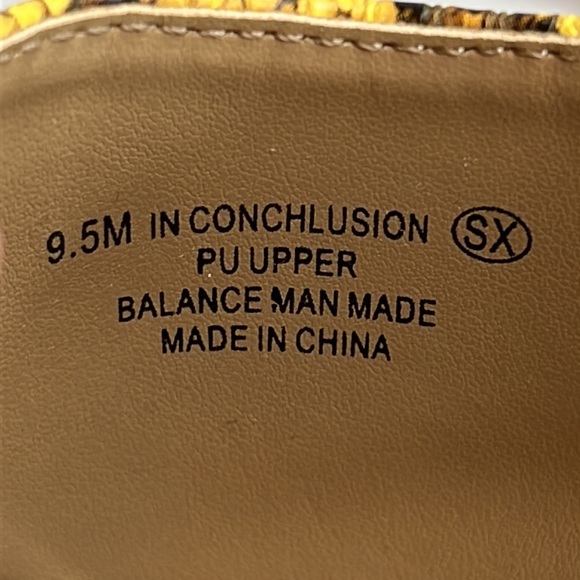 9.5M IN CONCHLUSION SX
PU UPPER
BALANCE MAN MADE
MADE IN CHINA